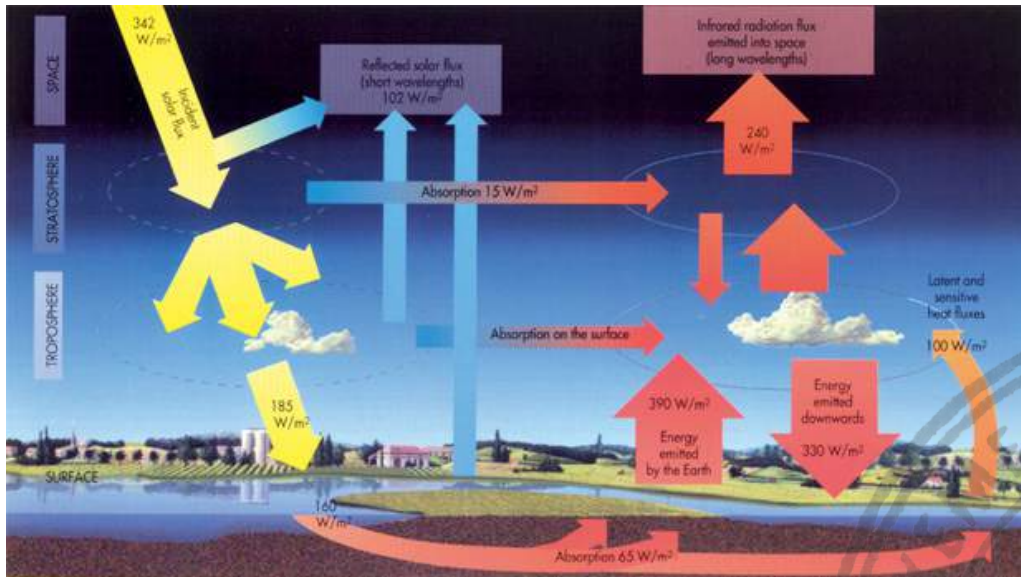 342
W/m²
Incident
solar flux
SPACE
Reflected solar flux
(short wavelengths)
102 W/m²
Infrared radiation flux
emitted into space
(long wavelengths)
240
W/m²
STRATOSPHERE
Absorption 15 W/m²
TROPOSPHERE
Absorption on the surface
Latent and
sensitive
heat fluxes
100 W/m²
185
W/m²
390 W/m²
Energy
emitted
by the Earth
Energy
emitted
downwards
330 W/m²
SURFACE
160
W/m²
Absorption 65 W/m²